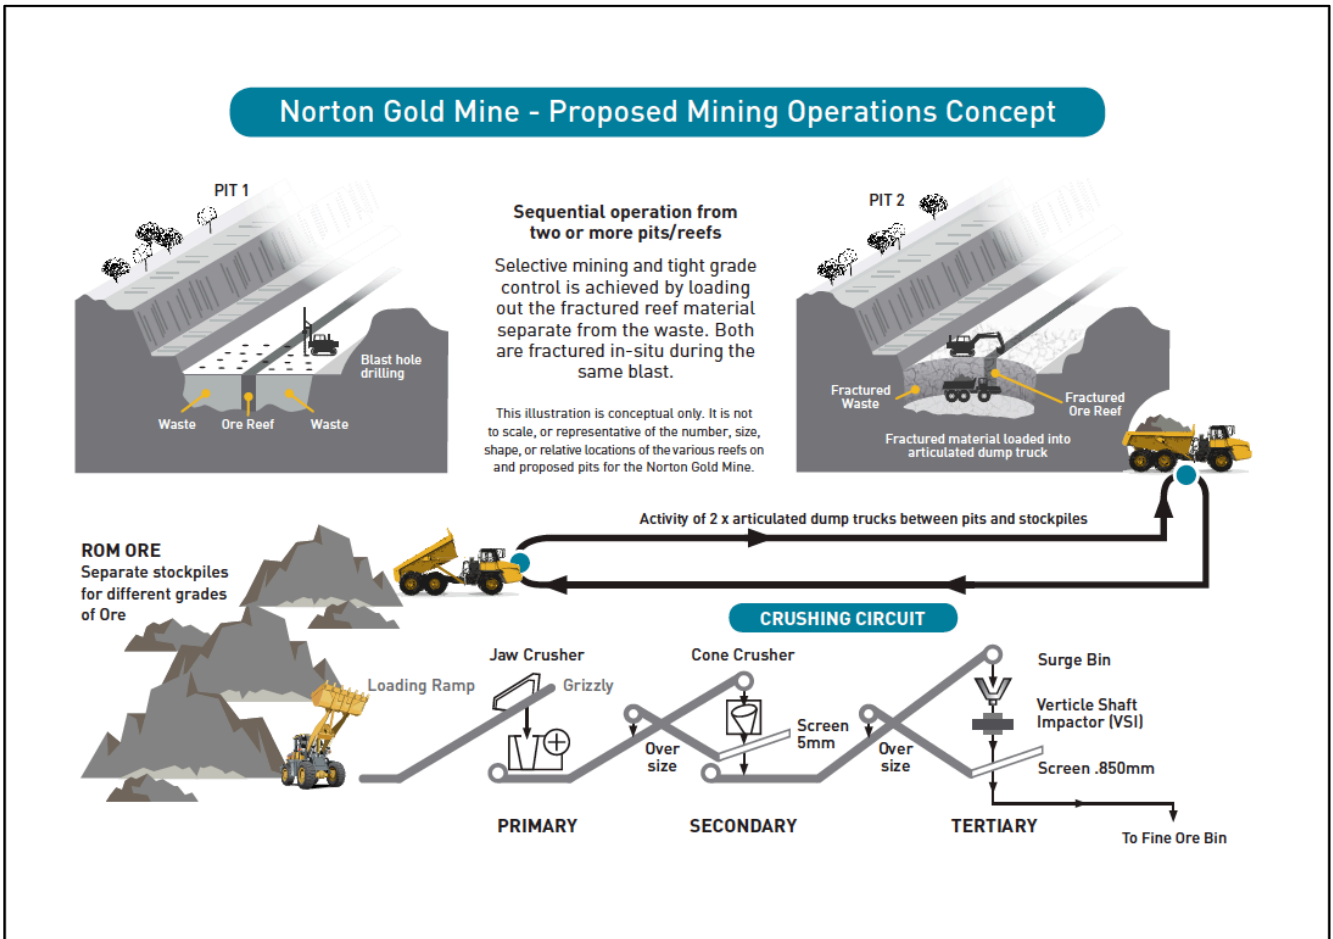 Norton Gold Mine - Proposed Mining Operations Concept
PIT 1
Blast hole
drilling
Waste
Ore Reef
Waste
Sequential operation from
two or more pits/reefs
Selective mining and tight grade
control is achieved by loading
out the fractured reef material
separate from the waste. Both
are fractured in-situ during the
same blast.
This illustration is conceptual only. It is not
to scale, or representative of the number, size,
shape, or relative locations of the various reefs on
and proposed pits for the Norton Gold Mine.
PIT 2
Fractured
Waste
Fractured
Ore Reef
Fractured material loaded into
articulated dump truck
Activity of 2 x articulated dump trucks between pits and stockpiles
ROM ORE
Separate stockpiles
for different grades
of Ore
CRUSHING CIRCUIT
Loading Ramp
Jaw Crusher
Grizzly
Over
size
Cone Crusher
Screen
5mm
Over
size
Surge Bin
Verticle Shaft
Impactor (VSI)
Screen .850mm
PRIMARY
SECONDARY
TERTIARY
To Fine Ore Bin